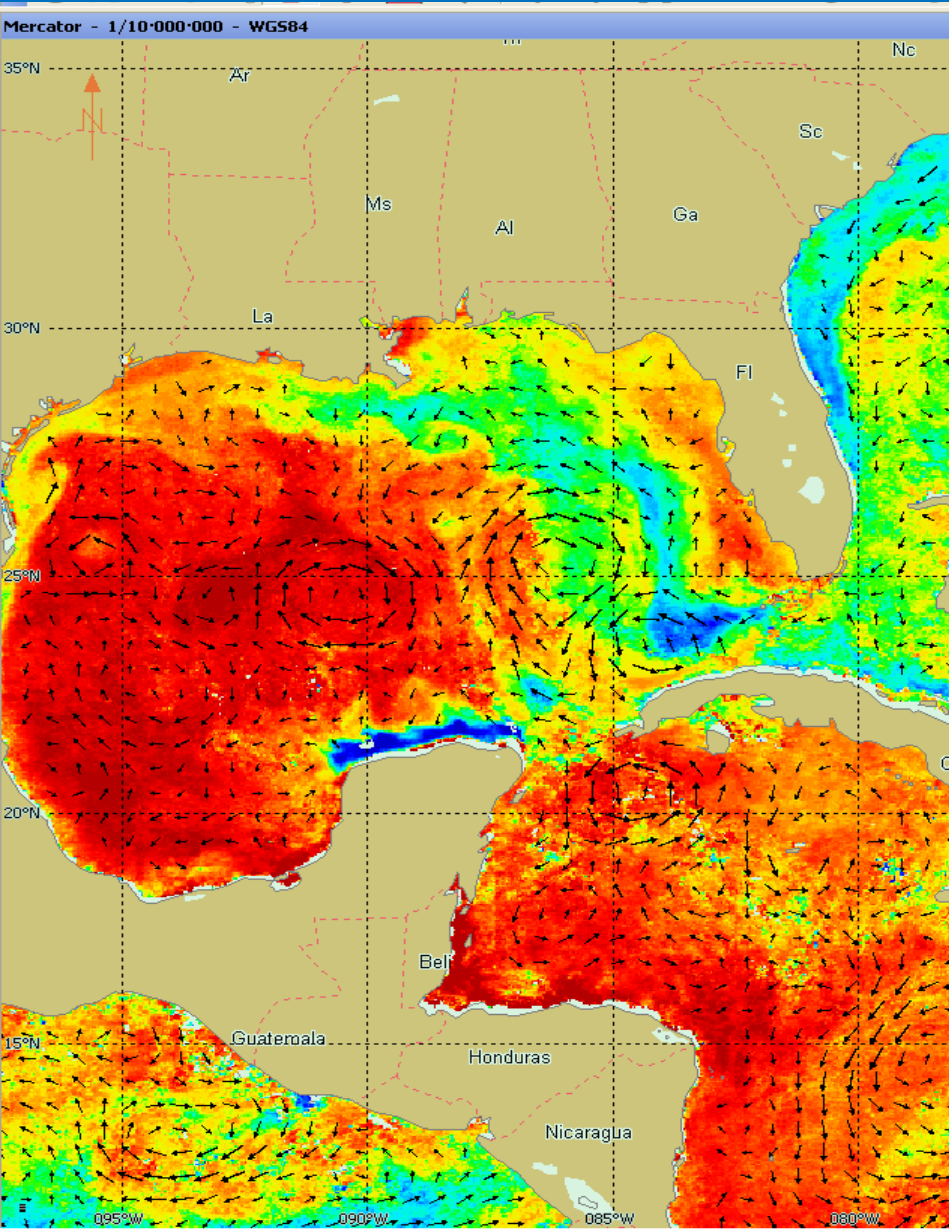 Mercator - 1/10·000·000 - WGS84
Nc
35°N
Ar
N
Sc
Ms
Ga
Al
La
30°N
Fl
25°N
20°N
Bel
Guatemala
15°N
Honduras
Nicaragua
095°W
090°W
085°W
080°W